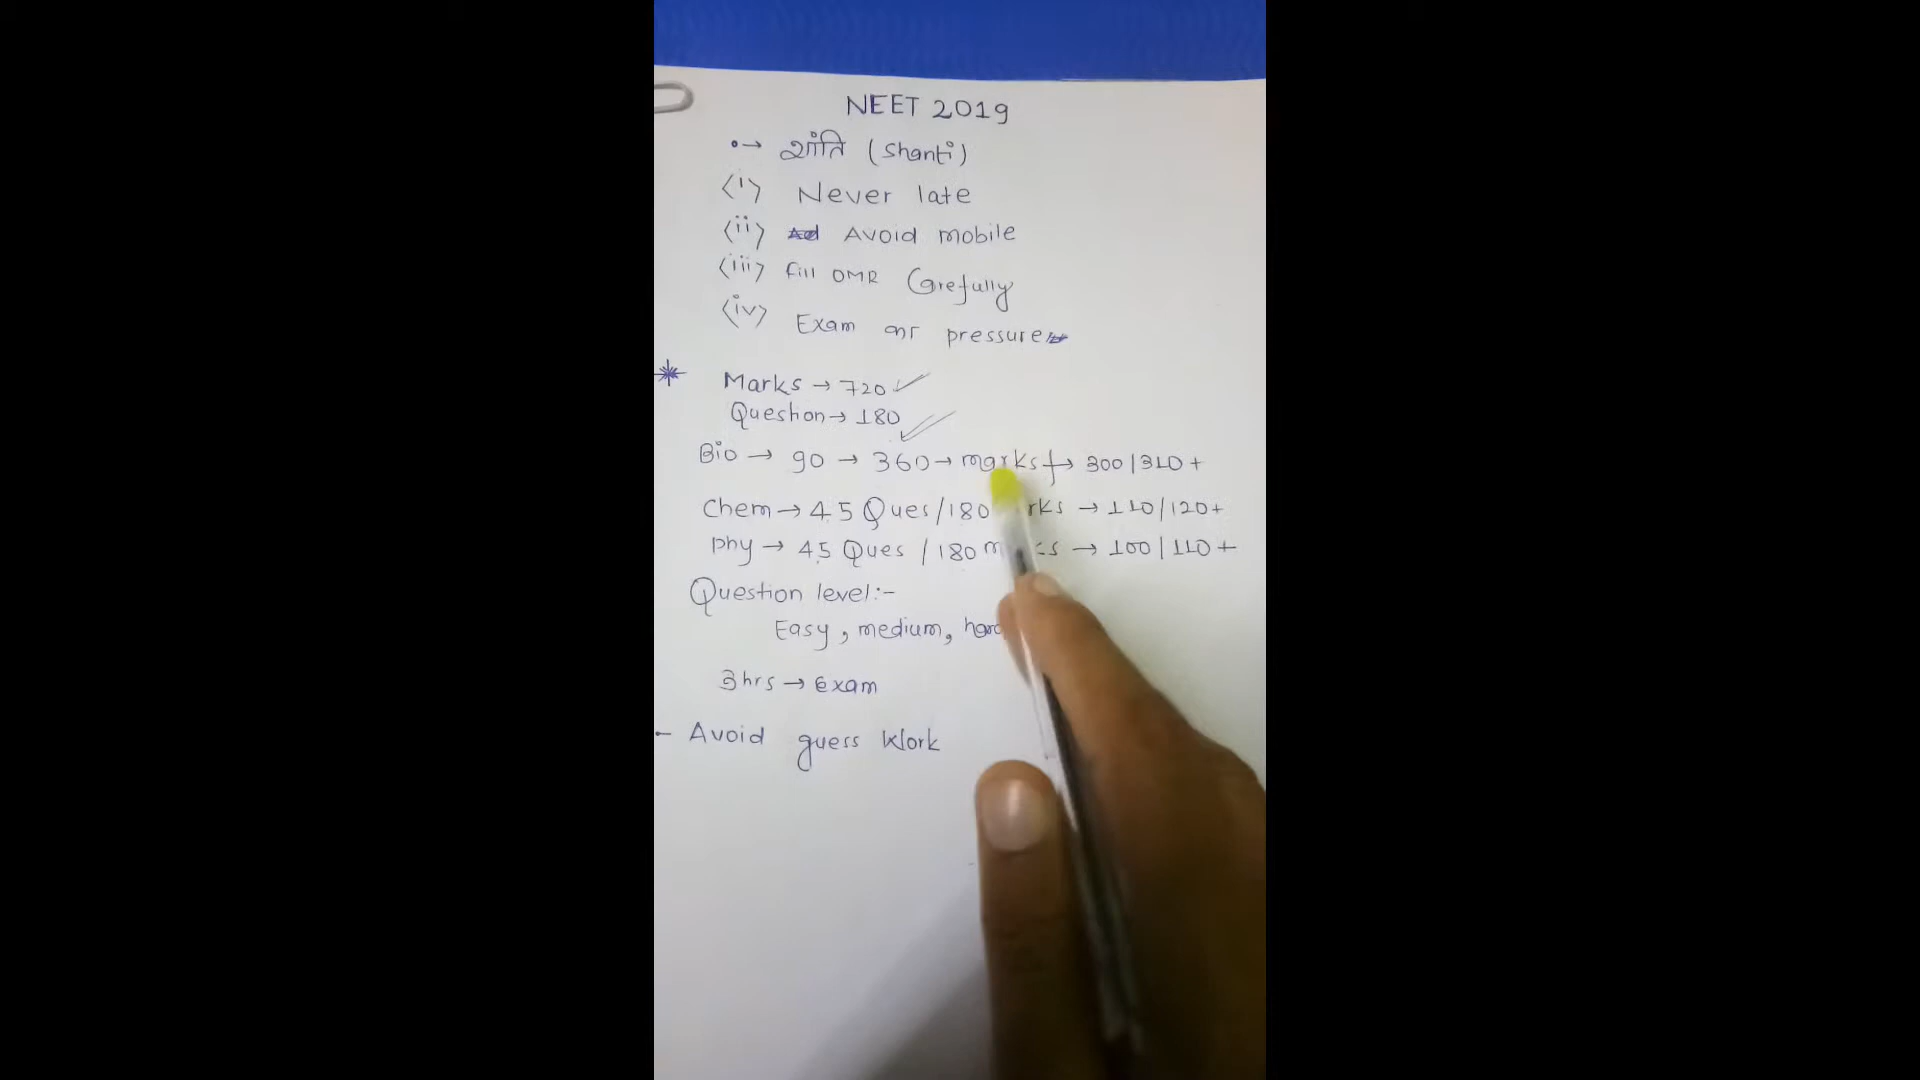 NEET 2019
•→ शांति (Shanti)
(i) Never late
(ii) Avoid mobile
(iii) fill OMR Carefully
(iv) Exam का pressure
* Marks → 720 ✓
Question → 180
Bio → 90 → 360 → marks → 300/310+
Chem → 45 Ques/180 → 110/120+
Phy → 45 Ques/180 → 100/110+
Question level:-
Easy, medium,
3hrs → Exam
- Avoid guess Work